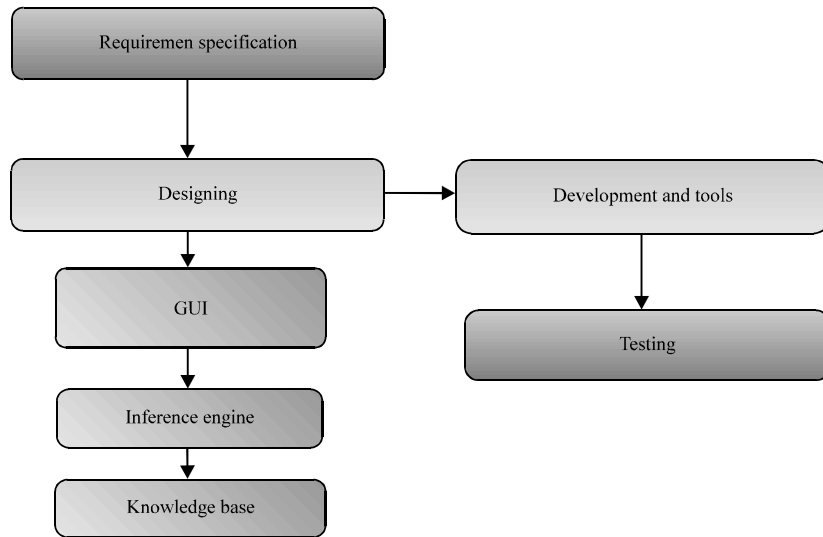 Requiremen specification
Designing
Development and tools
GUI
Testing
Inference engine
Knowledge base